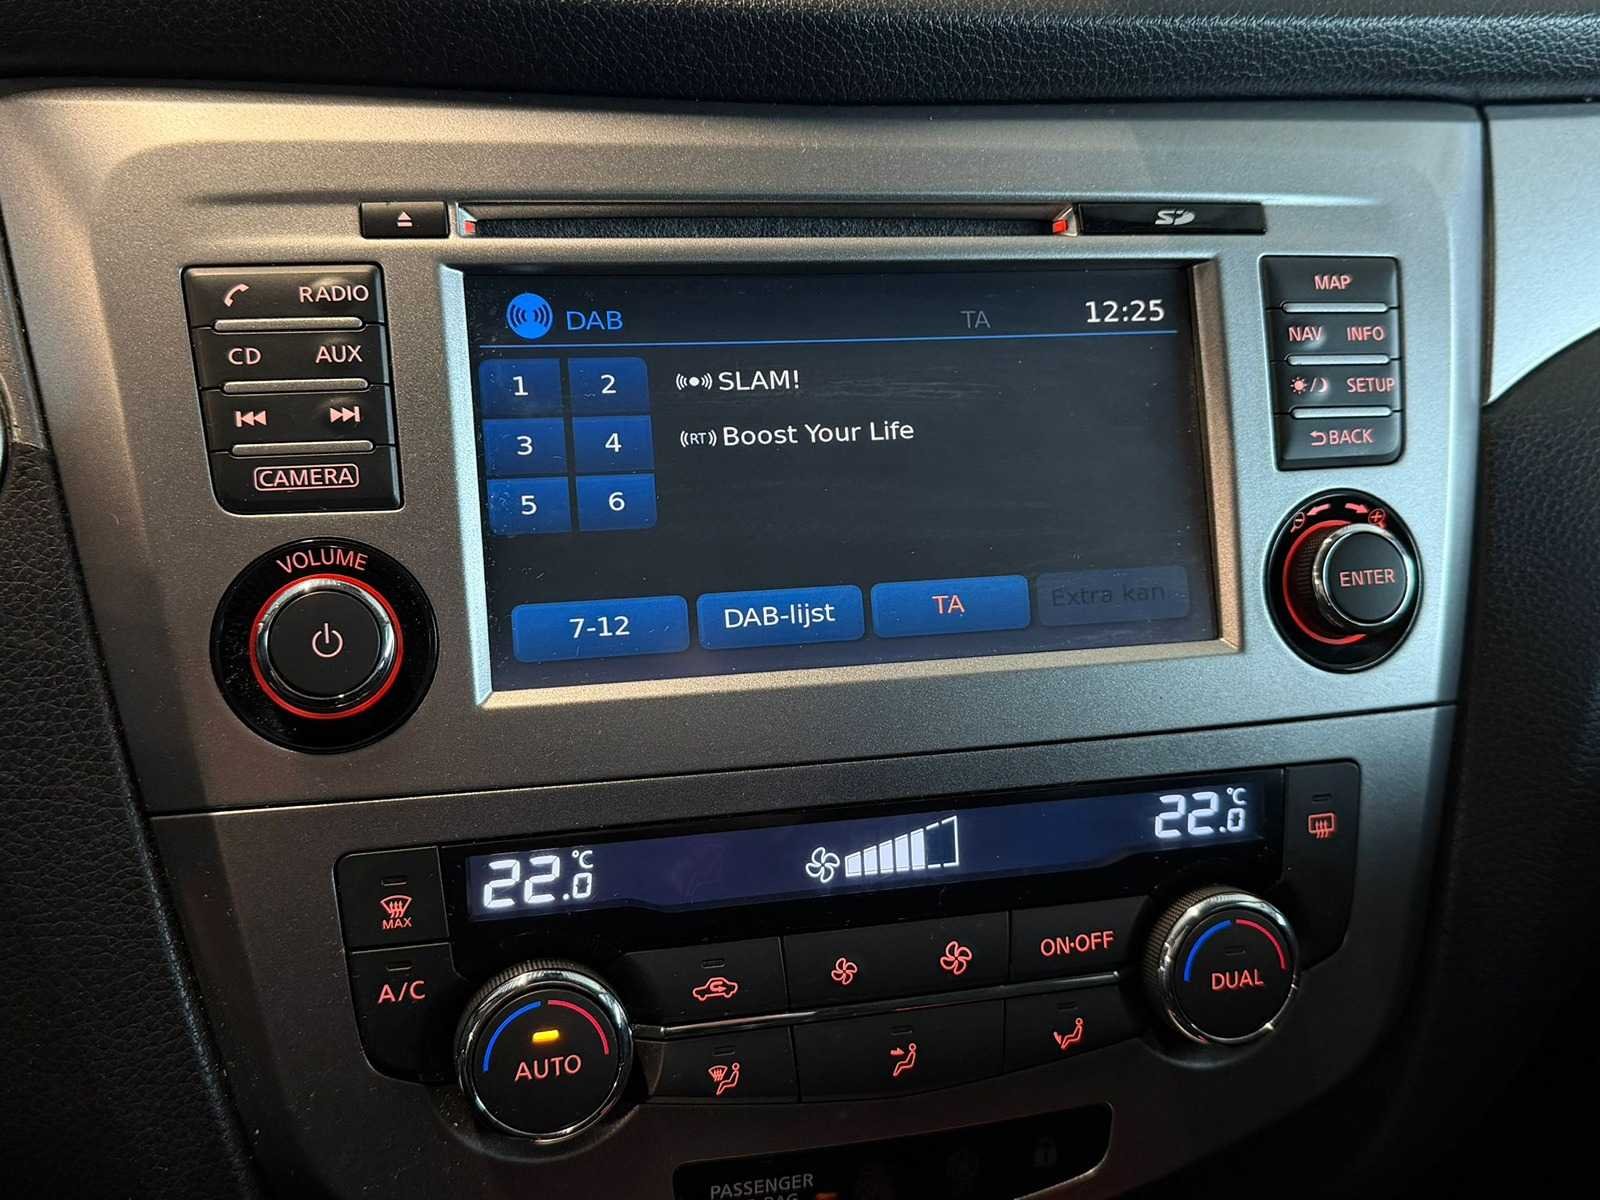 SD
RADIO
CD AUX
CAMERA
VOLUME
DAB TA 12:25
1 2
3 4
5 6
SLAM!
(RT) Boost Your Life
7-12 DAB-lijst TA Extra kan
MAP
NAV INFO
SETUP
BACK
ENTER
22.0 °C
22.0 °C
MAX
A/C
AUTO
ON·OFF
DUAL
PASSENGER